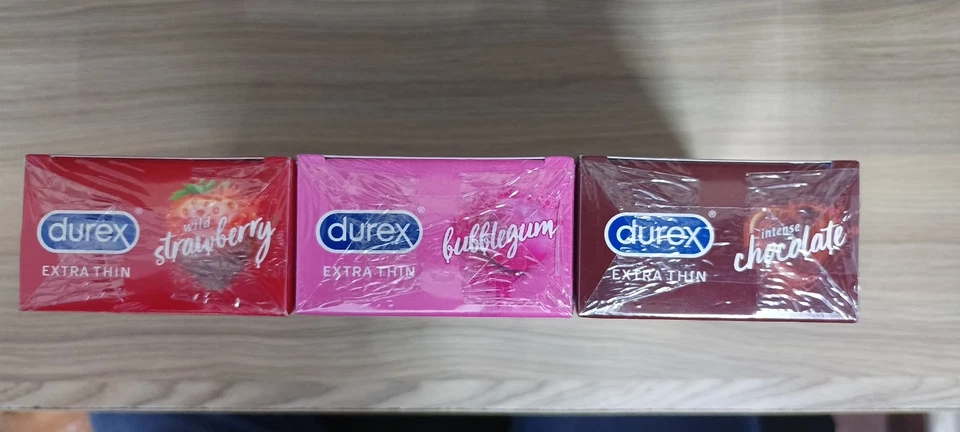 durex
EXTRA THIN
wild
strawberry
durex®
EXTRA THIN
bubblegum
durex®
EXTRA THIN
intense
chocolate